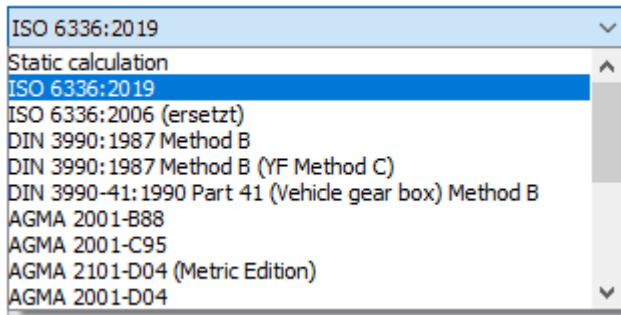 ISO 6336:2019
Static calculation
ISO 6336:2019
ISO 6336:2006 (ersetzt)
DIN 3990:1987 Method B
DIN 3990:1987 Method B (YF Method C)
DIN 3990-41:1990 Part 41 (Vehicle gear box) Method B
AGMA 2001-B88
AGMA 2001-C95
AGMA 2101-D04 (Metric Edition)
AGMA 2001-D04